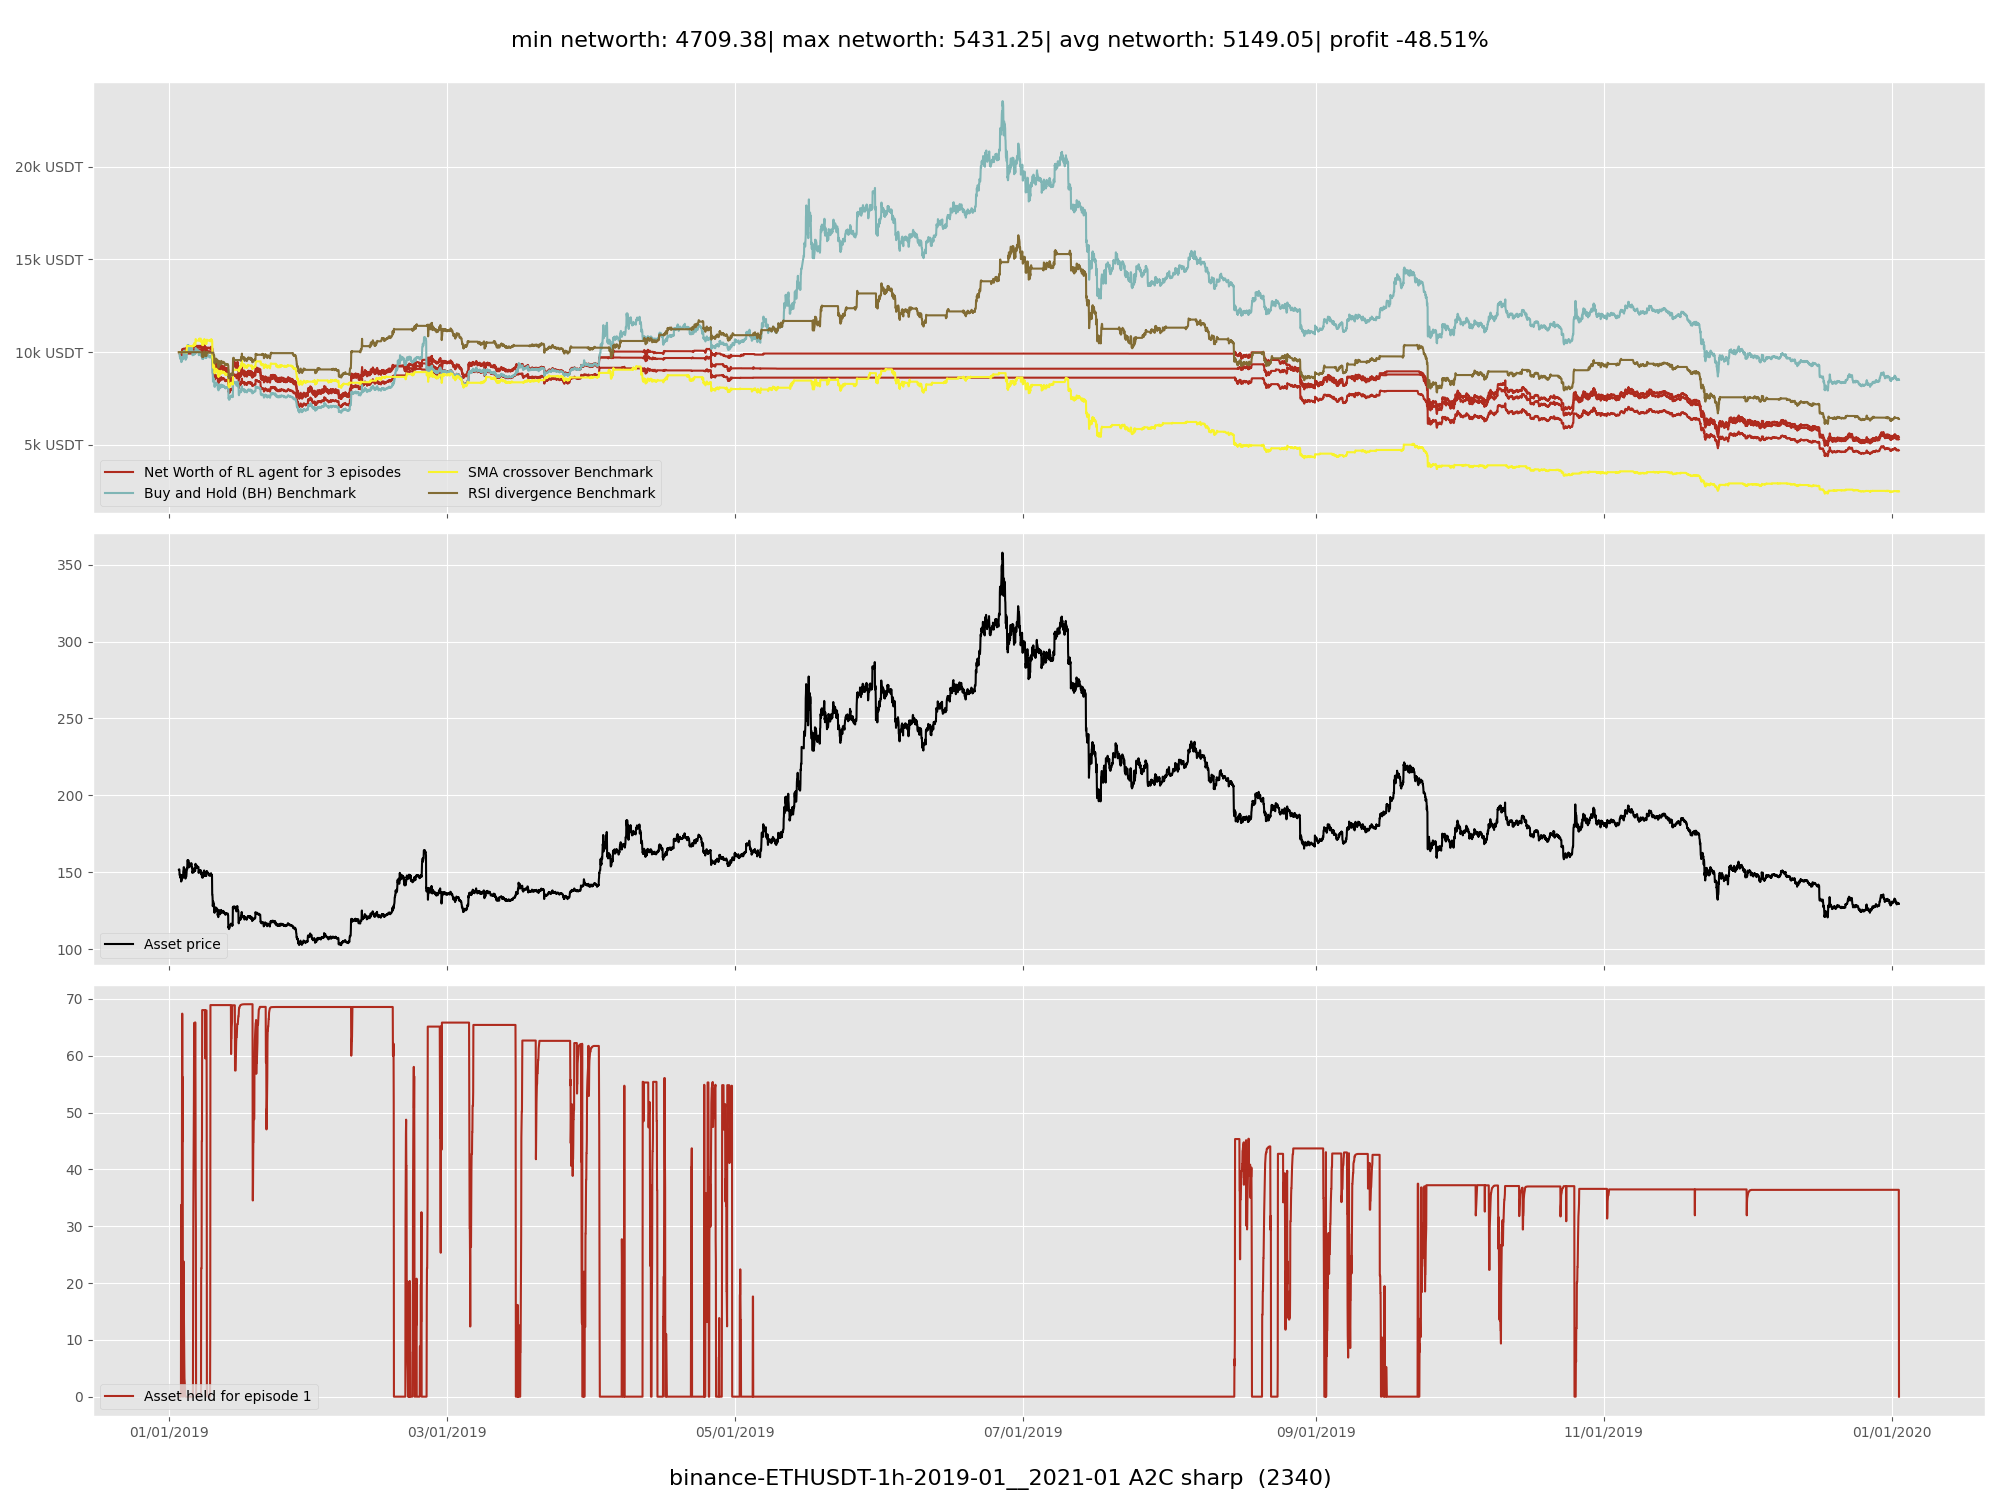 min networth: 4709.38| max networth: 5431.25| avg networth: 5149.05| profit -48.51%
20k USDT
15k USDT
10k USDT
5k USDT
Net Worth of RL agent for 3 episodes
Buy and Hold (BH) Benchmark
SMA crossover Benchmark
RSI divergence Benchmark
350
300
250
200
150
100
Asset price
70
60
50
40
30
20
10
0
Asset held for episode 1
01/01/2019 03/01/2019 05/01/2019 07/01/2019 09/01/2019 11/01/2019 01/01/2020
binance-ETHUSDT-1h-2019-01__2021-01 A2C sharp (2340)